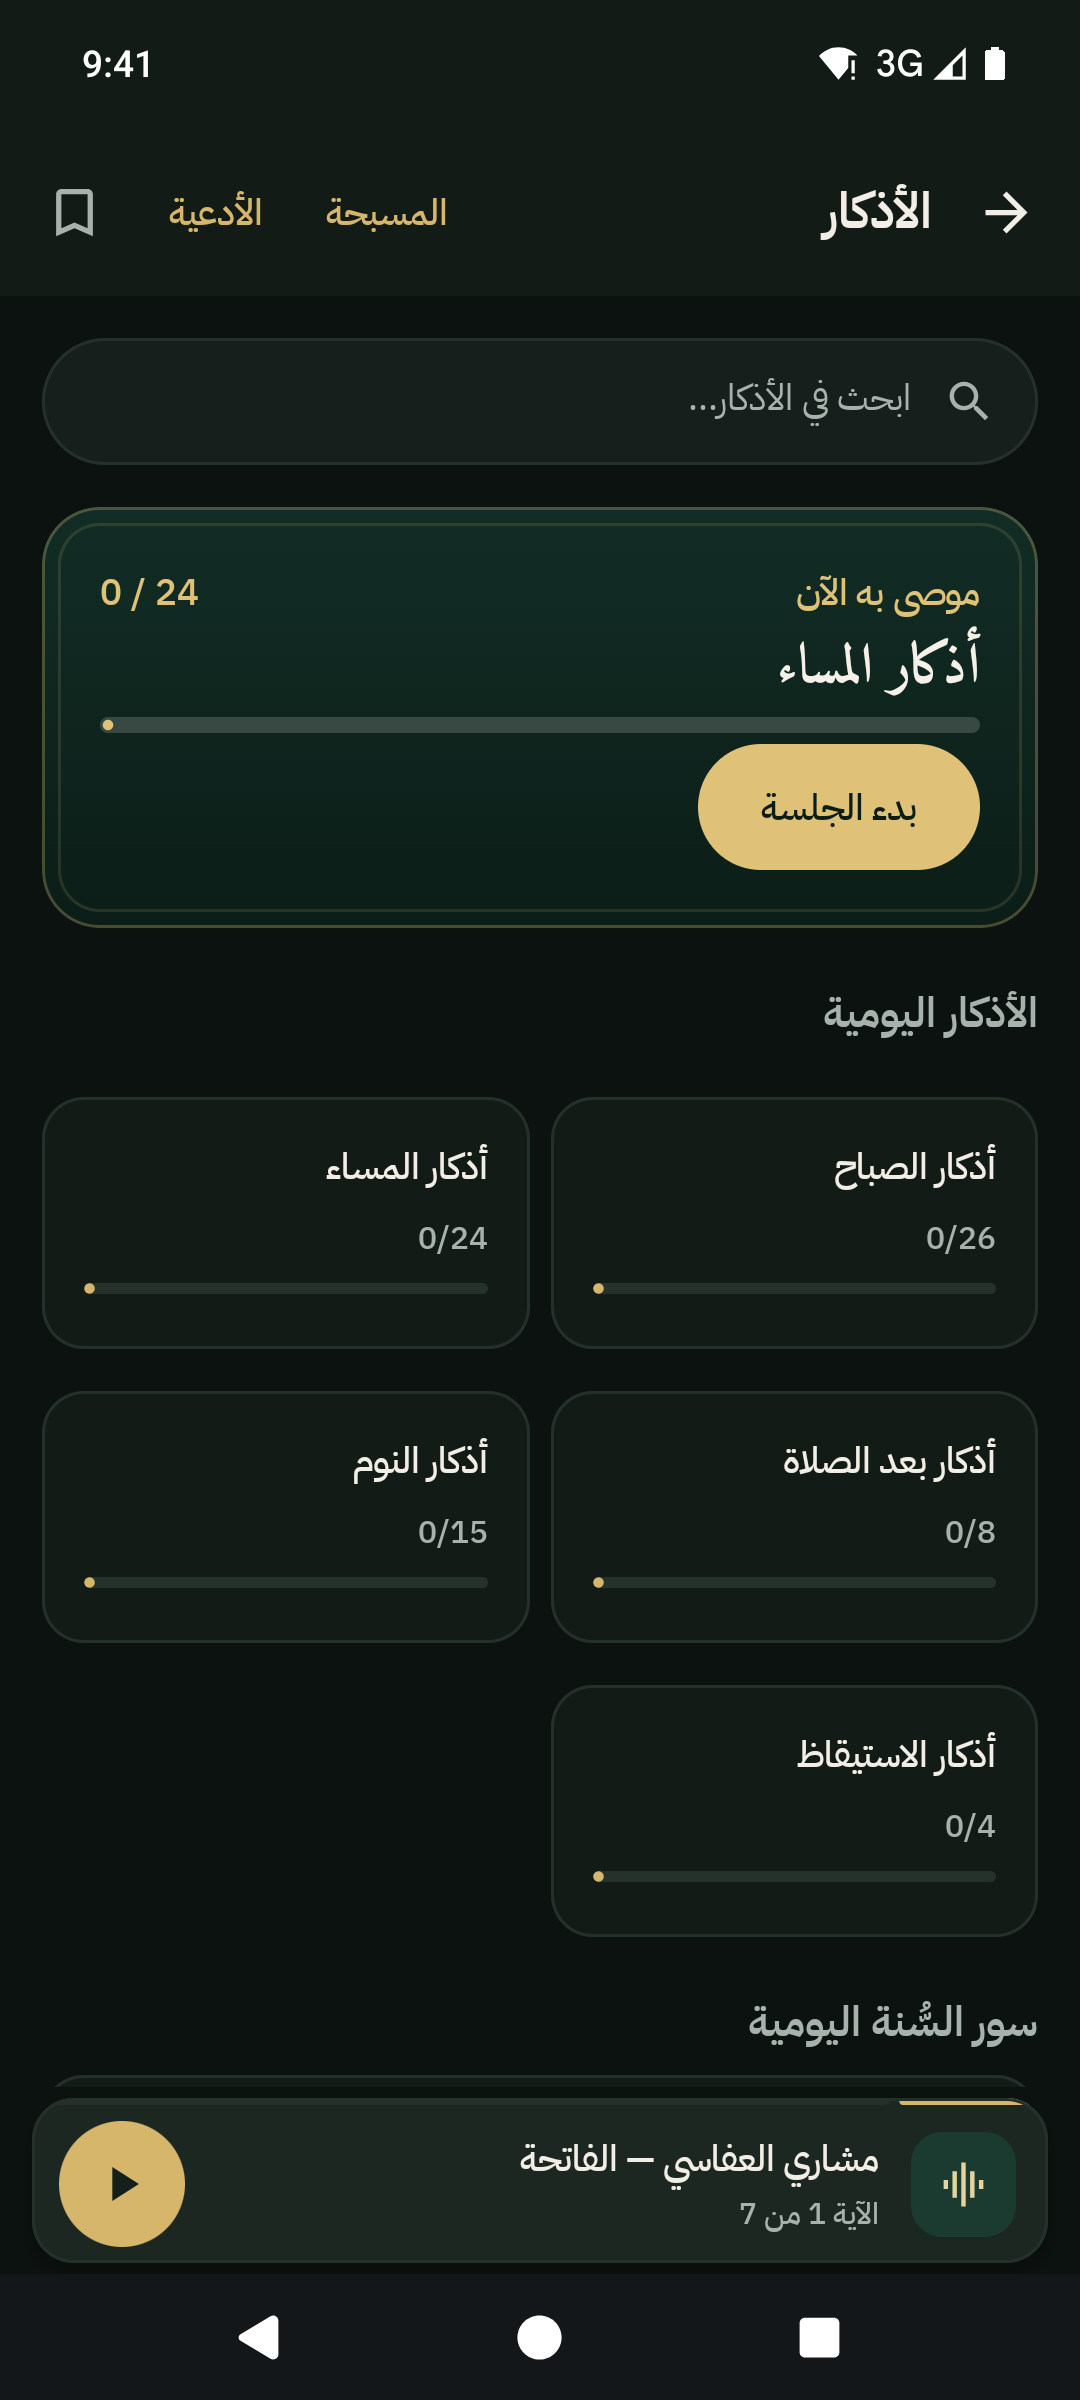 9:41
3G
الأذكار
المسبحة
الأدعية
ابحث في الأذكار...
موصى به الآن
0 / 24
أذكار المساء
بدء الجلسة
الأذكار اليومية
أذكار الصباح
0/26
أذكار المساء
0/24
أذكار بعد الصلاة
0/8
أذكار النوم
0/15
أذكار الاستيقاظ
0/4
سور السُّنة اليومية
مشاري العفاسي — الفاتحة
الآية 1 من 7